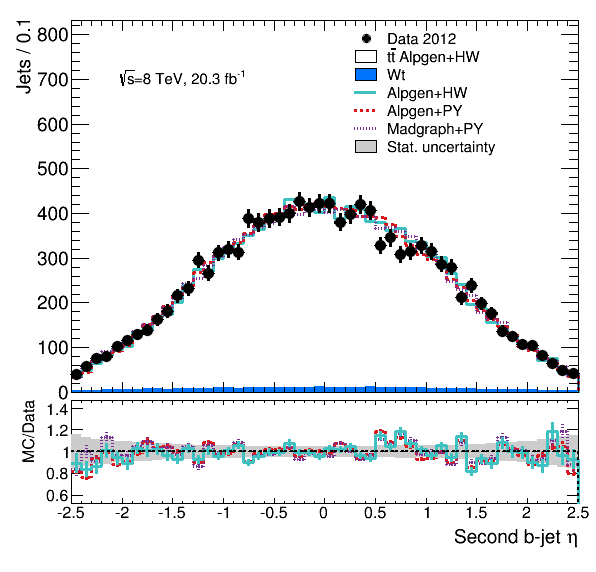 Jets / 0.1
800
700
600
500
400
300
200
100
0
√s=8 TeV, 20.3 fb⁻¹
Data 2012
tt̄ Alpgen+HW
Wt
Alpgen+HW
Alpgen+PY
Madgraph+PY
Stat. uncertainty
MC/Data
1.4
1.2
1
0.8
0.6
-2.5 -2 -1.5 -1 -0.5 0 0.5 1 1.5 2 2.5
Second b-jet η